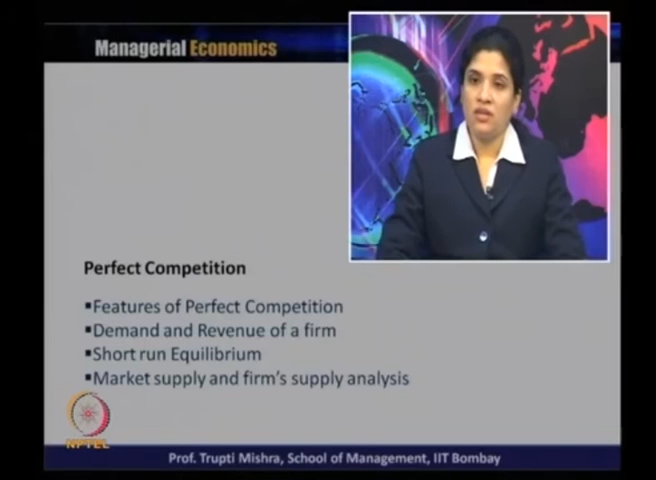 Managerial Economics
Perfect Competition
▪Features of Perfect Competition
▪Demand and Revenue of a firm
▪Short run Equilibrium
▪Market supply and firm's supply analysis
NPTEL
Prof. Trupti Mishra, School of Management, IIT Bombay